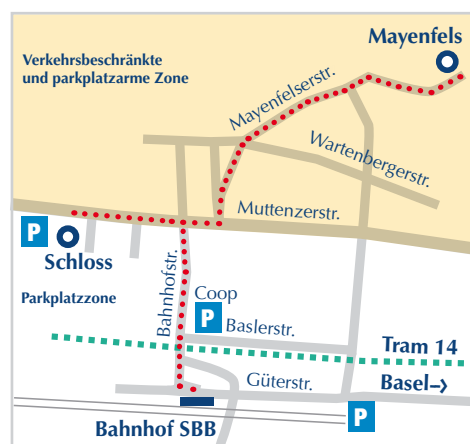 Mayenfels
Verkehrsbeschränkte
und parkplatzarme Zone
Mayenfelserstr.
Wartenbergerstr.
Muttenzerstr.
P
Schloss
Bahnhofstr.
Parkplatzzone
Coop
P
Baslerstr.
Tram 14
Güterstr.
Basel–>
P
Bahnhof SBB